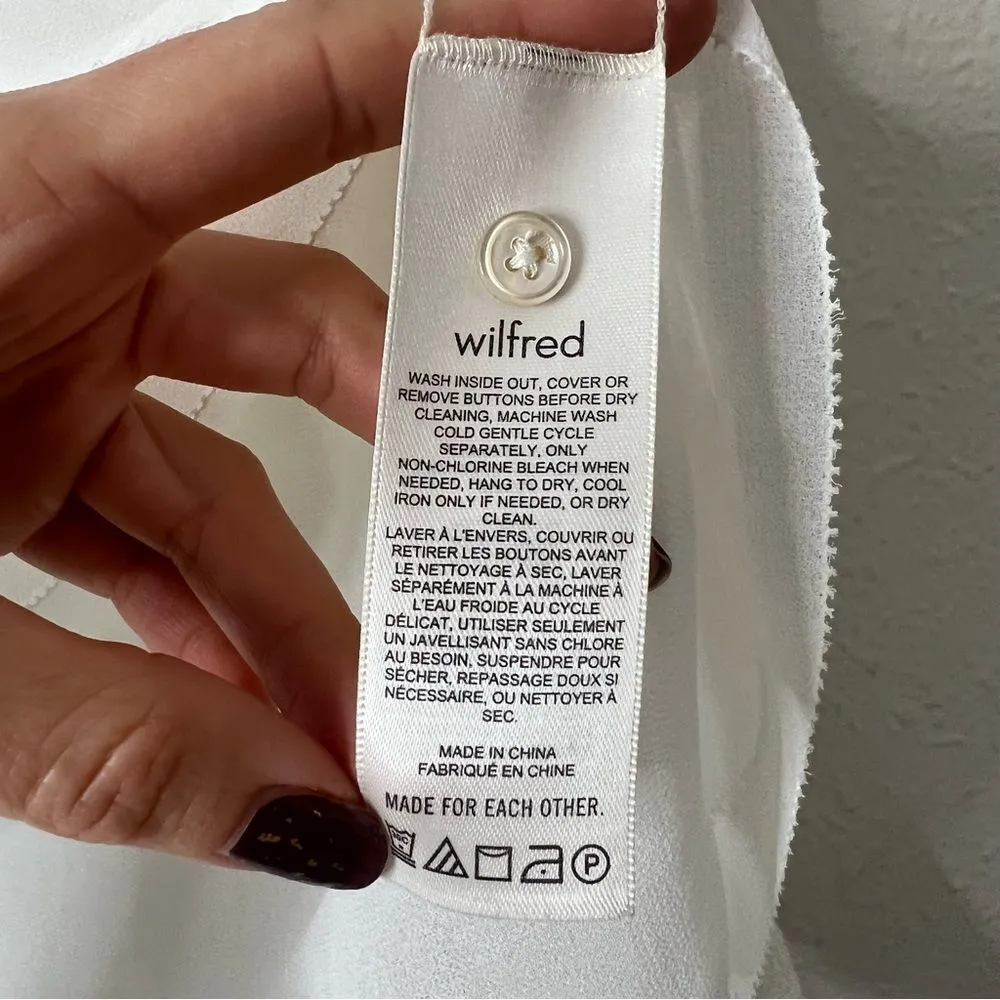 wilfred
WASH INSIDE OUT, COVER OR
REMOVE BUTTONS BEFORE DRY
CLEANING, MACHINE WASH
COLD GENTLE CYCLE
SEPARATELY, ONLY
NON-CHLORINE BLEACH WHEN
NEEDED, HANG TO DRY, COOL
IRON ONLY IF NEEDED, OR DRY
CLEAN.
LAVER À L'ENVERS, COUVRIR OU
RETIRER LES BOUTONS AVANT
LE NETTOYAGE À SEC, LAVER
SÉPARÉMENT À LA MACHINE À
L'EAU FROIDE AU CYCLE
DÉLICAT, UTILISER SEULEMENT
UN JAVELLISANT SANS CHLORE
AU BESOIN, SUSPENDRE POUR
SÉCHER, REPASSAGE DOUX SI
NÉCESSAIRE, OU NETTOYER À
SEC.
MADE IN CHINA
FABRIQUÉ EN CHINE
MADE FOR EACH OTHER.
P